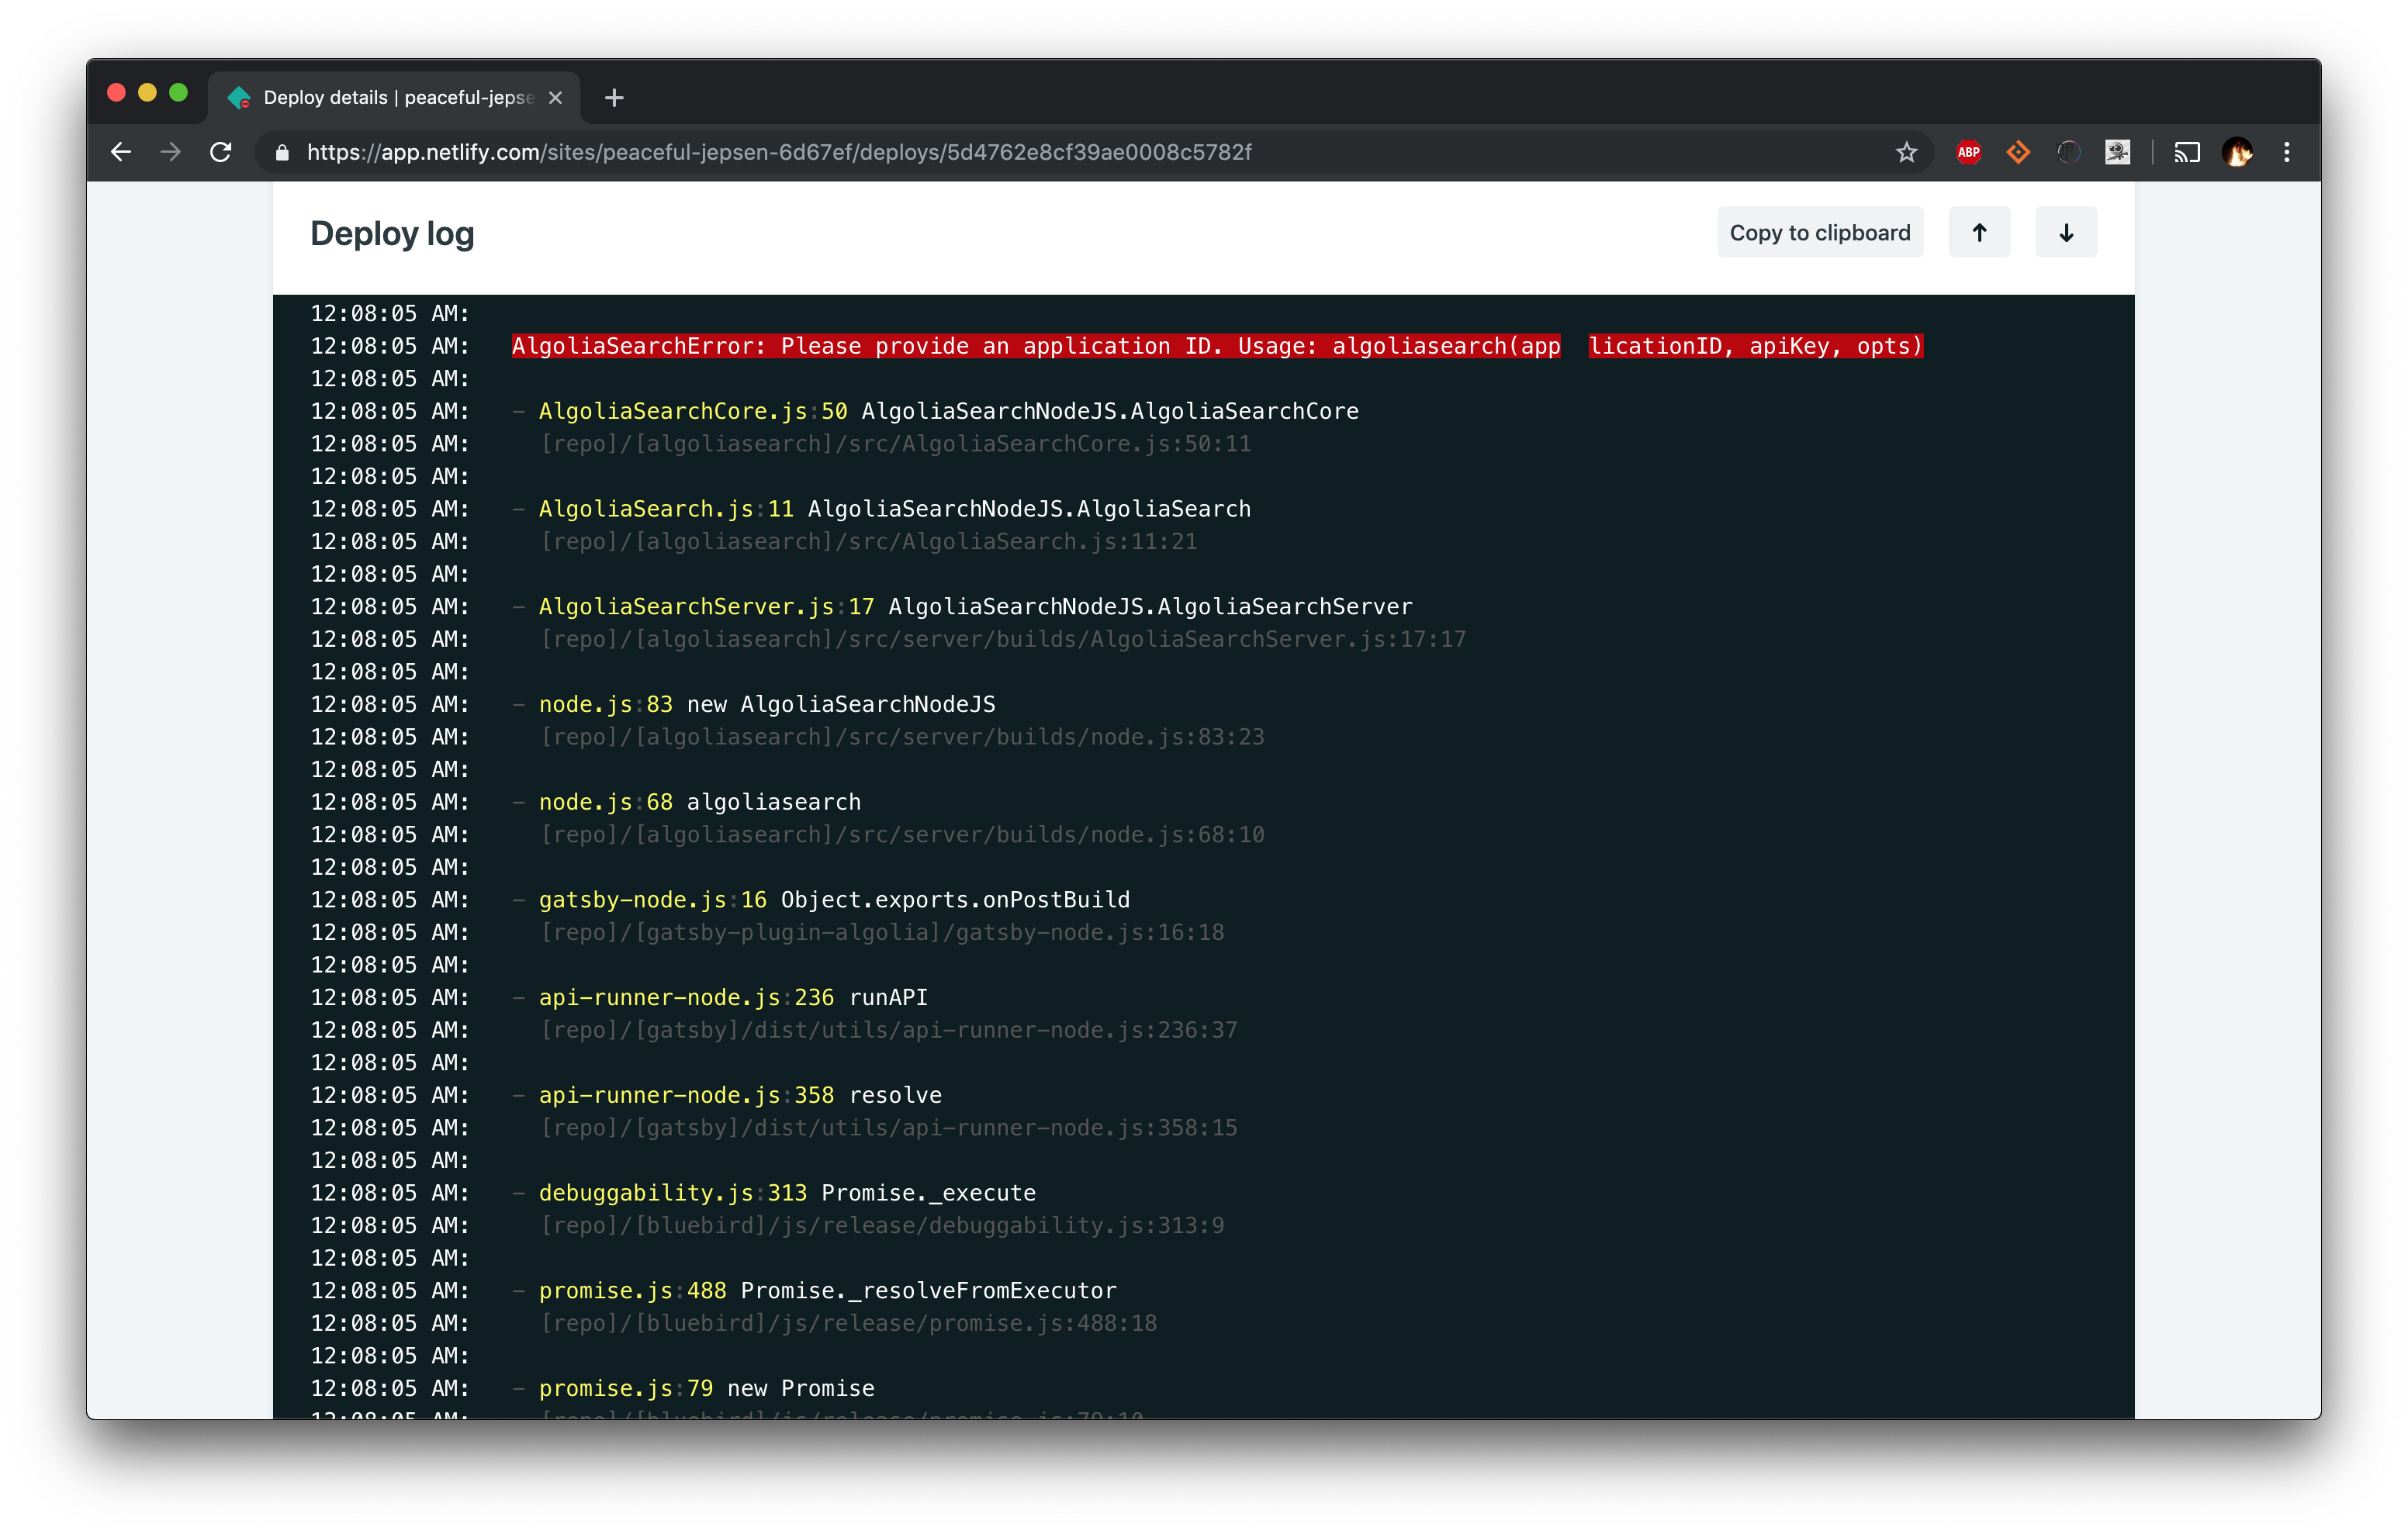 Deploy details | peaceful-jepse
https://app.netlify.com/sites/peaceful-jepsen-6d67ef/deploys/5d4762e8cf39ae0008c5782f
ABP
Deploy log
Copy to clipboard
12:08:05 AM:
12:08:05 AM: AlgoliaSearchError: Please provide an application ID. Usage: algoliasearch(app licationID, apiKey, opts)
12:08:05 AM:
12:08:05 AM: – AlgoliaSearchCore.js:50 AlgoliaSearchNodeJS.AlgoliaSearchCore
12:08:05 AM: [repo]/[algoliasearch]/src/AlgoliaSearchCore.js:50:11
12:08:05 AM:
12:08:05 AM: – AlgoliaSearch.js:11 AlgoliaSearchNodeJS.AlgoliaSearch
12:08:05 AM: [repo]/[algoliasearch]/src/AlgoliaSearch.js:11:21
12:08:05 AM:
12:08:05 AM: – AlgoliaSearchServer.js:17 AlgoliaSearchNodeJS.AlgoliaSearchServer
12:08:05 AM: [repo]/[algoliasearch]/src/server/builds/AlgoliaSearchServer.js:17:17
12:08:05 AM:
12:08:05 AM: – node.js:83 new AlgoliaSearchNodeJS
12:08:05 AM: [repo]/[algoliasearch]/src/server/builds/node.js:83:23
12:08:05 AM:
12:08:05 AM: – node.js:68 algoliasearch
12:08:05 AM: [repo]/[algoliasearch]/src/server/builds/node.js:68:10
12:08:05 AM:
12:08:05 AM: – gatsby-node.js:16 Object.exports.onPostBuild
12:08:05 AM: [repo]/[gatsby-plugin-algolia]/gatsby-node.js:16:18
12:08:05 AM:
12:08:05 AM: – api-runner-node.js:236 runAPI
12:08:05 AM: [repo]/[gatsby]/dist/utils/api-runner-node.js:236:37
12:08:05 AM:
12:08:05 AM: – api-runner-node.js:358 resolve
12:08:05 AM: [repo]/[gatsby]/dist/utils/api-runner-node.js:358:15
12:08:05 AM:
12:08:05 AM: – debuggability.js:313 Promise._execute
12:08:05 AM: [repo]/[bluebird]/js/release/debuggability.js:313:9
12:08:05 AM:
12:08:05 AM: – promise.js:488 Promise._resolveFromExecutor
12:08:05 AM: [repo]/[bluebird]/js/release/promise.js:488:18
12:08:05 AM:
12:08:05 AM: – promise.js:79 new Promise
12:08:05 AM: [repo]/[bluebird]/js/release/promise.js:79:10